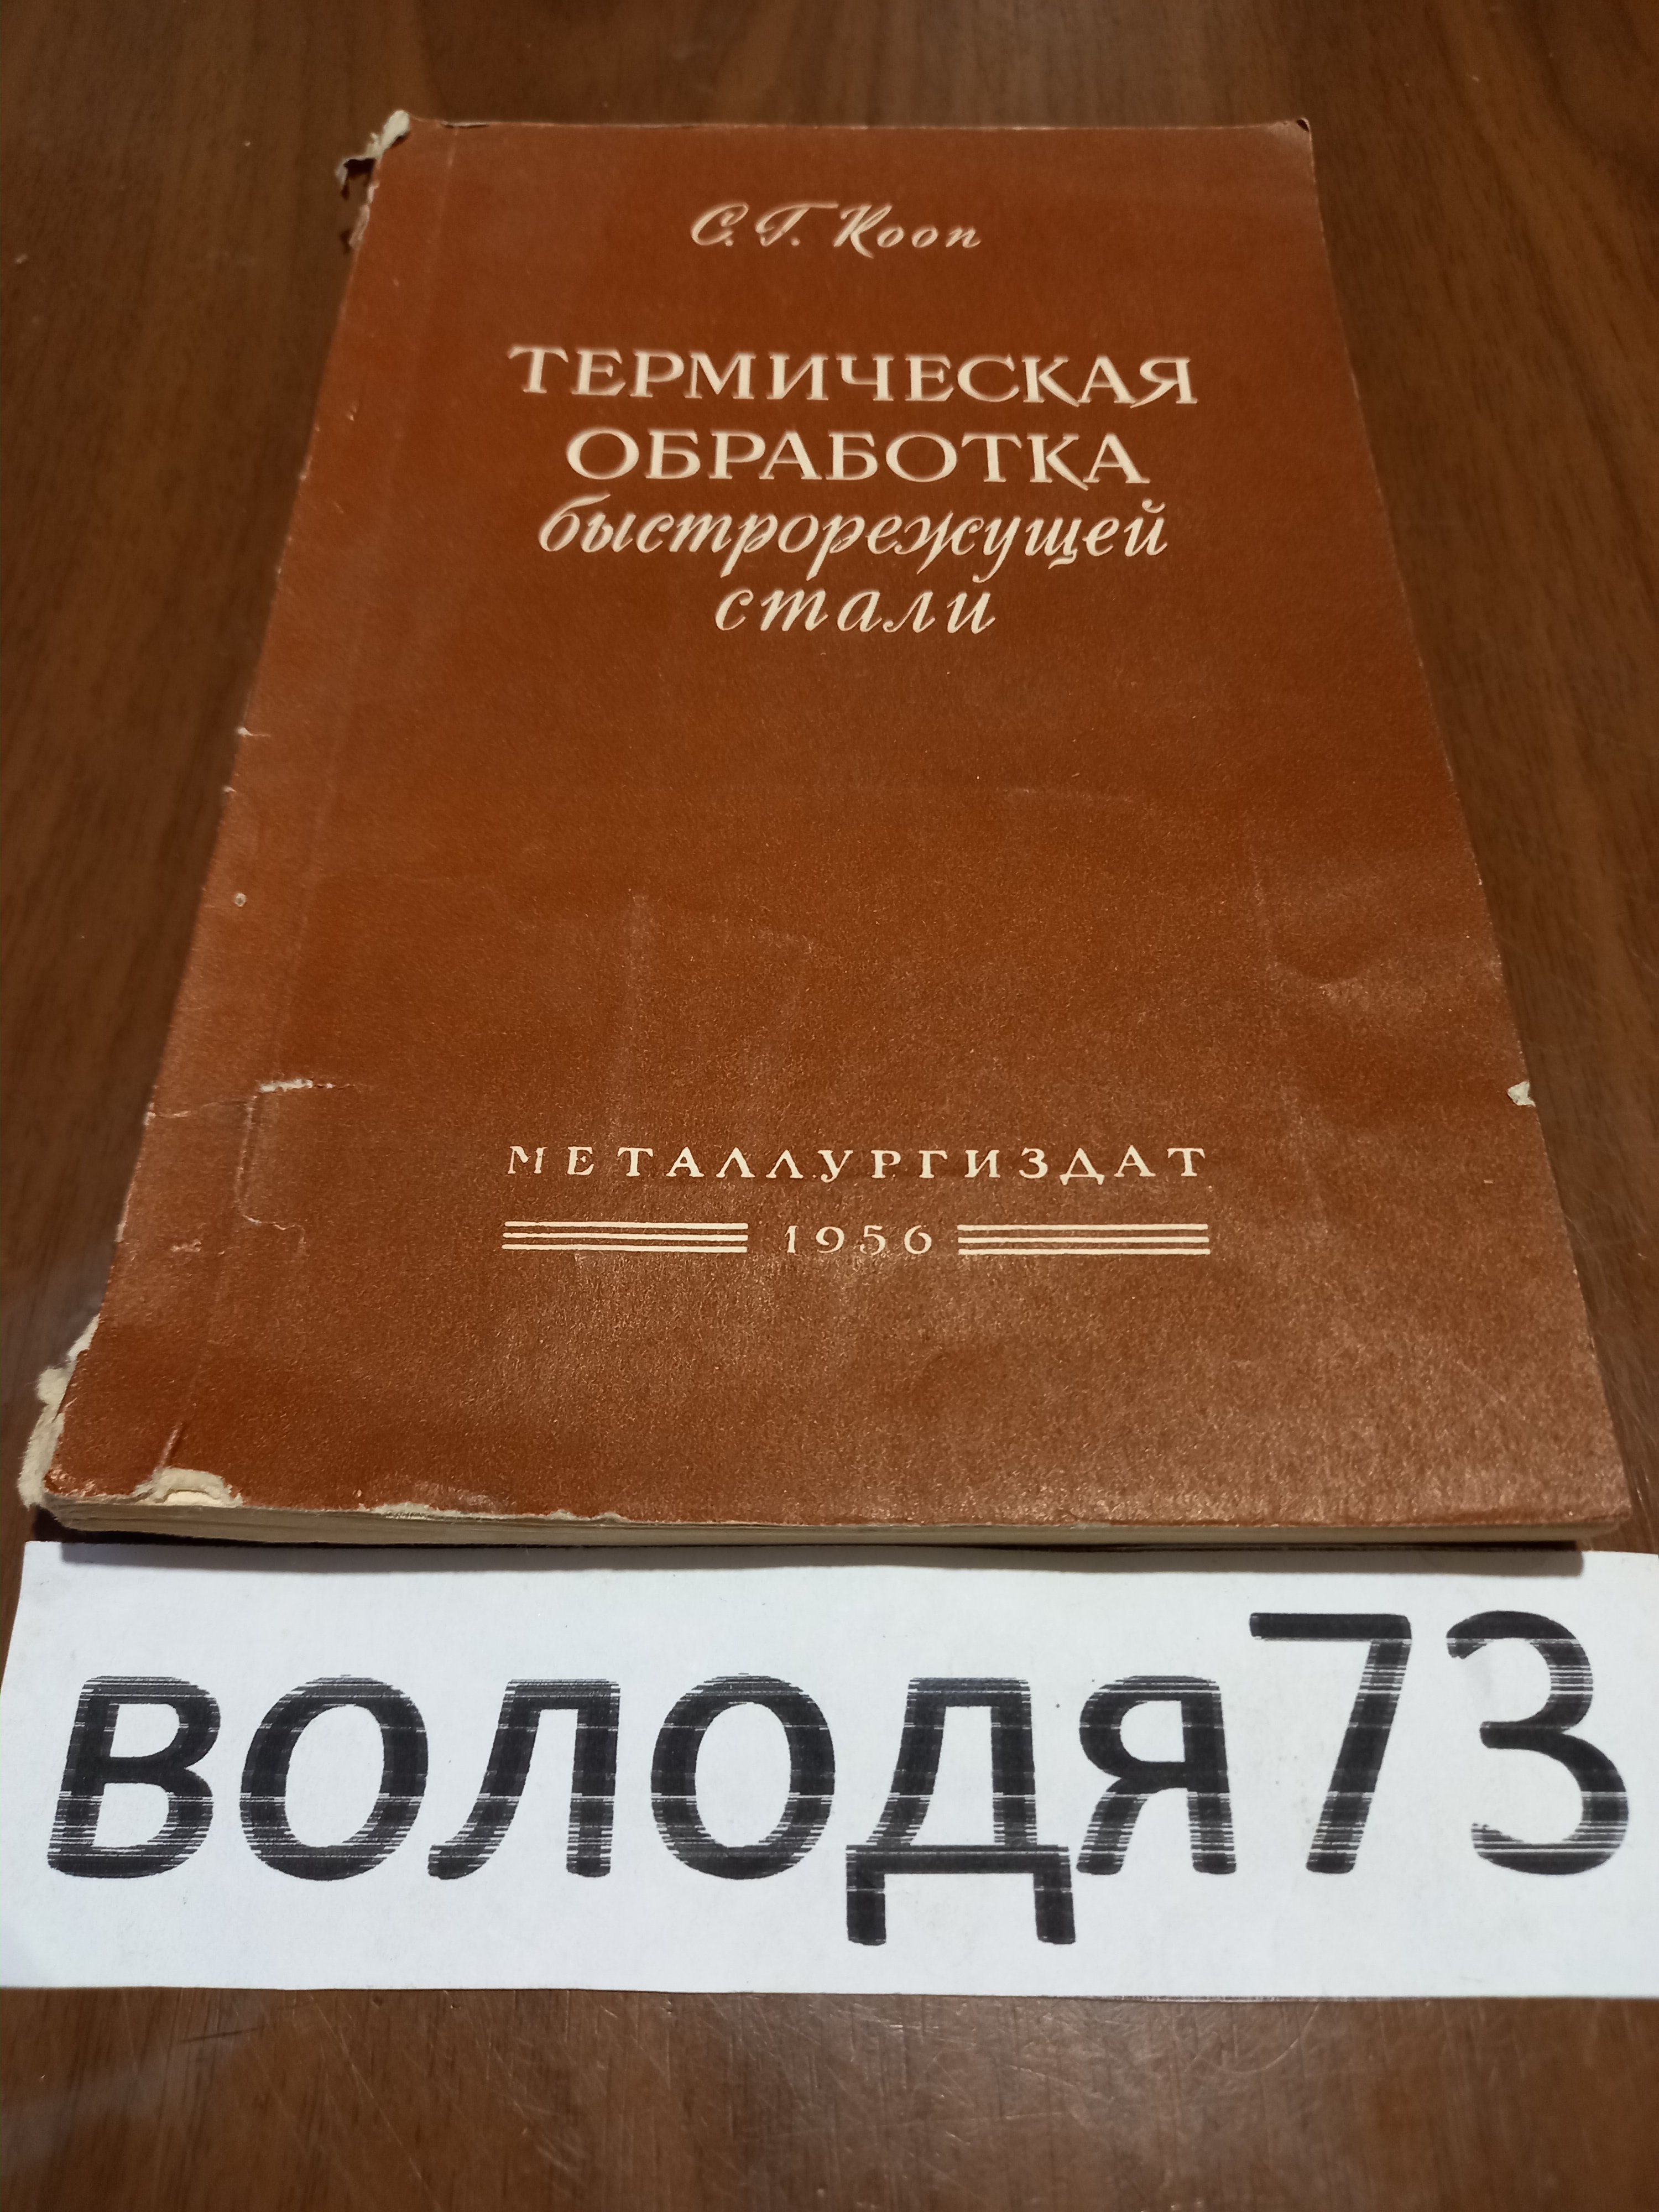 С. Г. Кооп
ТЕРМИЧЕСКАЯ
ОБРАБОТКА
быстрорежущей
стали
МЕТАЛЛУРГИЗДАТ
1956
володя73